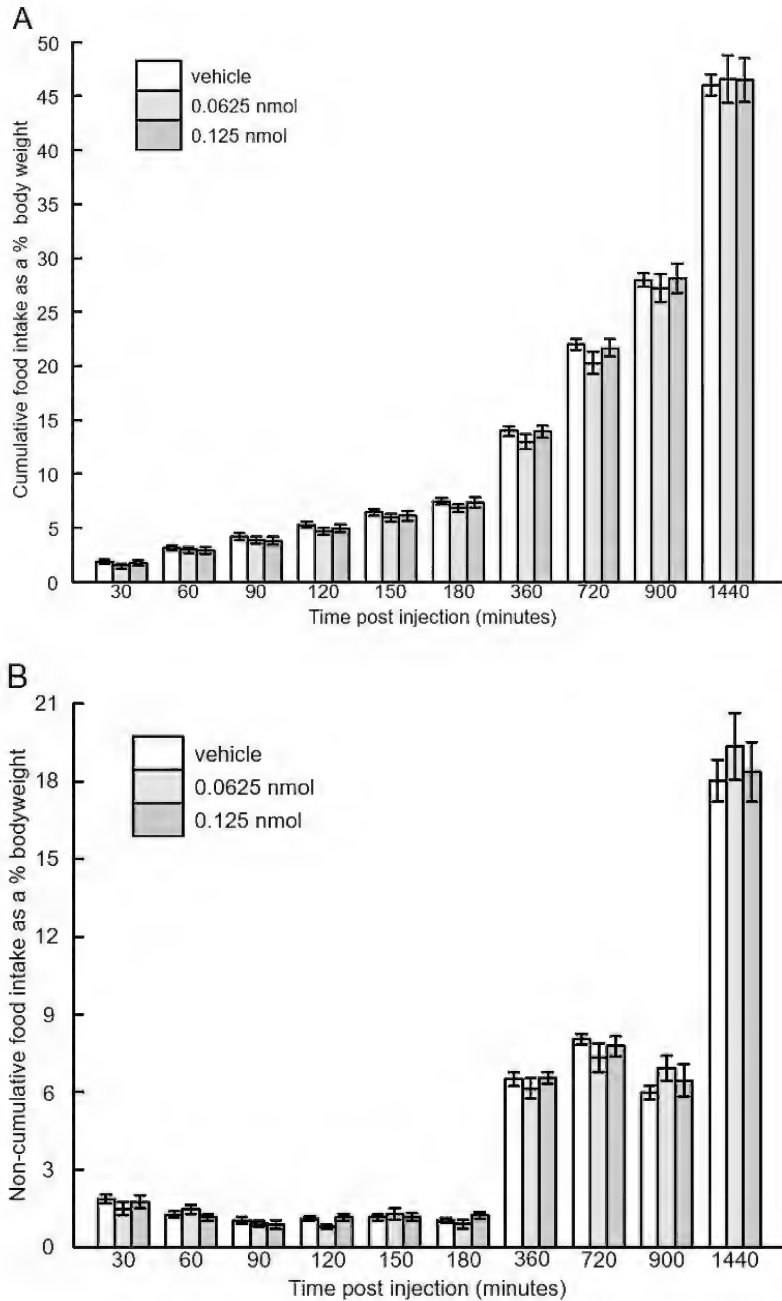 A
Cumulative food intake as a % body weight
50
45
40
35
30
25
20
15
10
5
0
vehicle
0.0625 nmol
0.125 nmol
30 60 90 120 150 180 360 720 900 1440
Time post injection (minutes)
B
Non-cumulative food intake as a % bodyweight
21
18
15
12
9
6
3
0
vehicle
0.0625 nmol
0.125 nmol
30 60 90 120 150 180 360 720 900 1440
Time post injection (minutes)